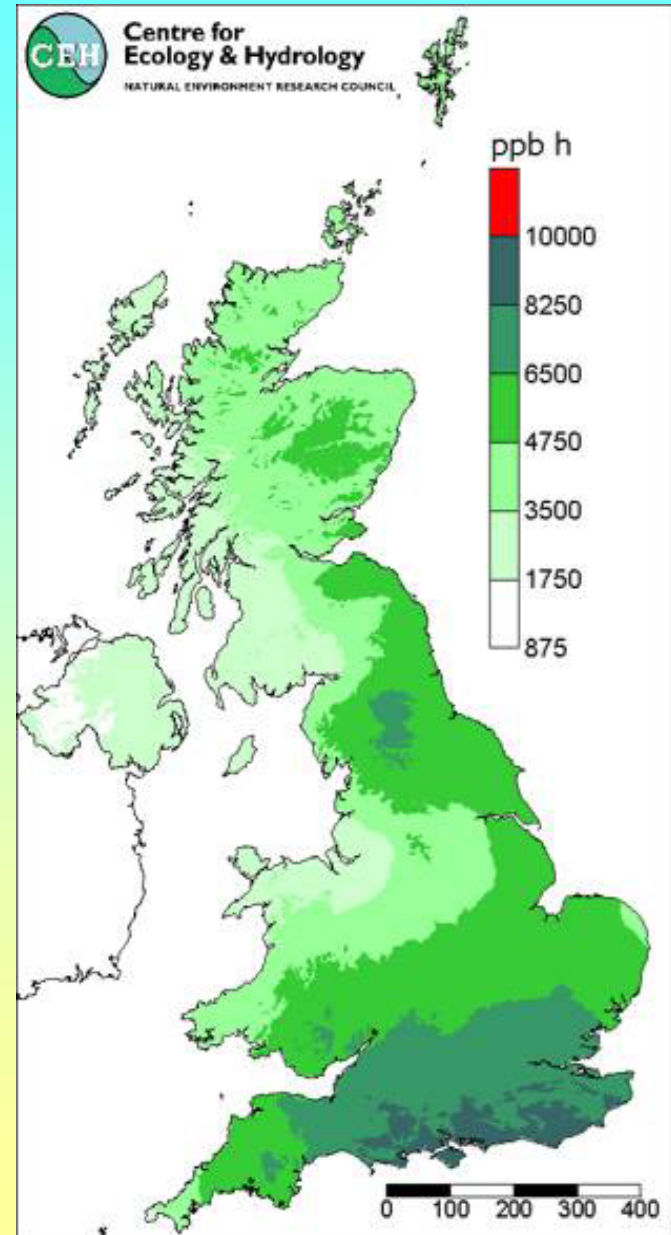 CEH
Centre for
Ecology & Hydrology
NATURAL ENVIRONMENT RESEARCH COUNCIL
ppb h
10000
8250
6500
4750
3500
1750
875
0 100 200 300 400